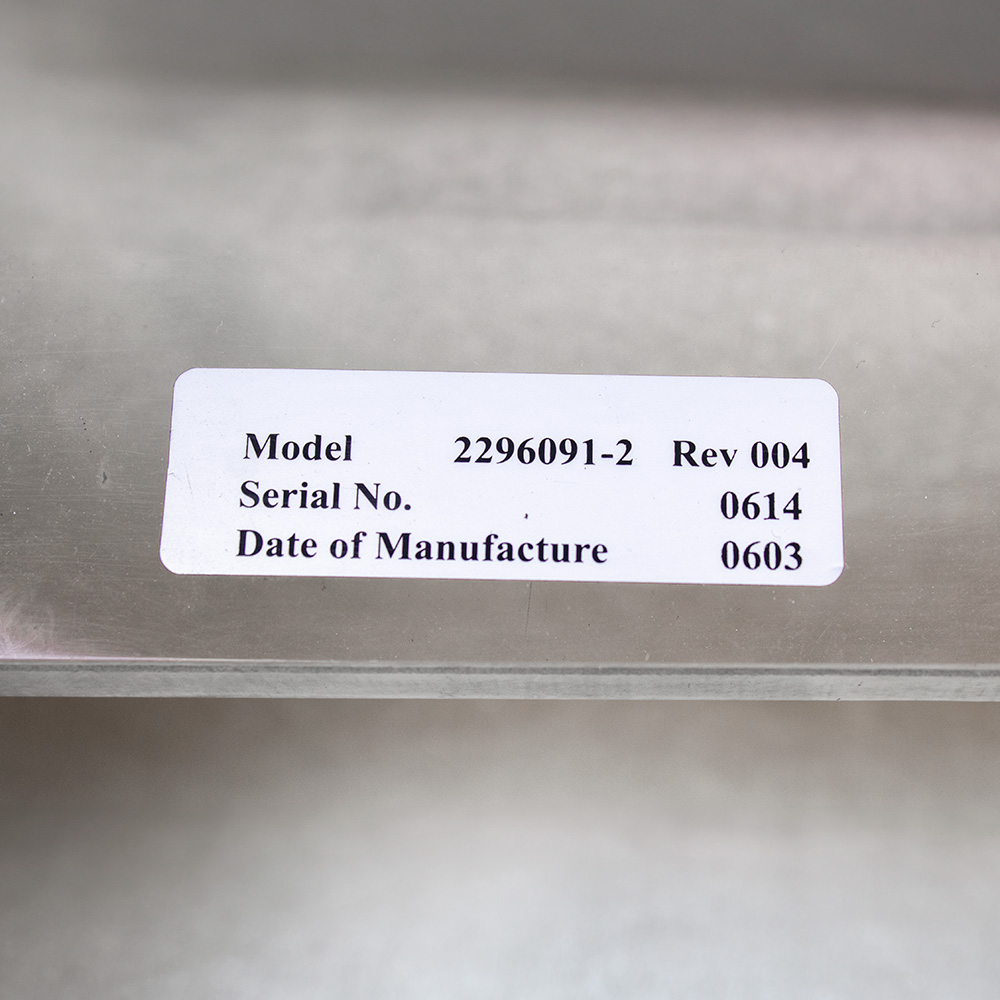 Model 2296091-2 Rev 004
Serial No. 0614
Date of Manufacture 0603